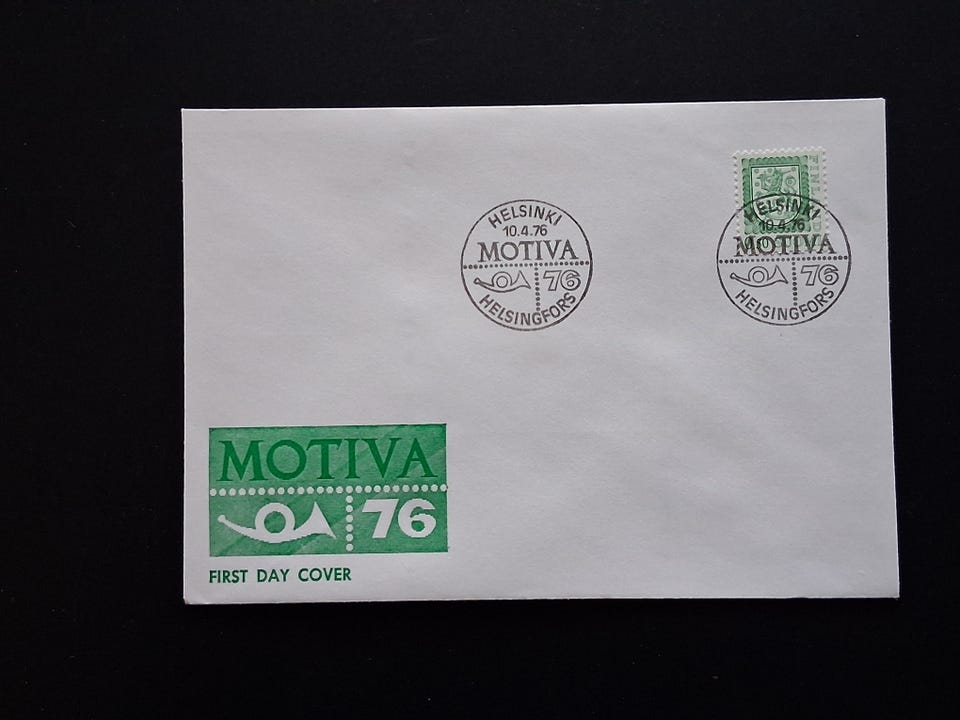 HELSINKI
10.4.76
MOTIVA
76
HELSINGFORS
HELSINKI
10.4.76
MOTIVA
76
HELSINGFORS
MOTIVA
76
FIRST DAY COVER